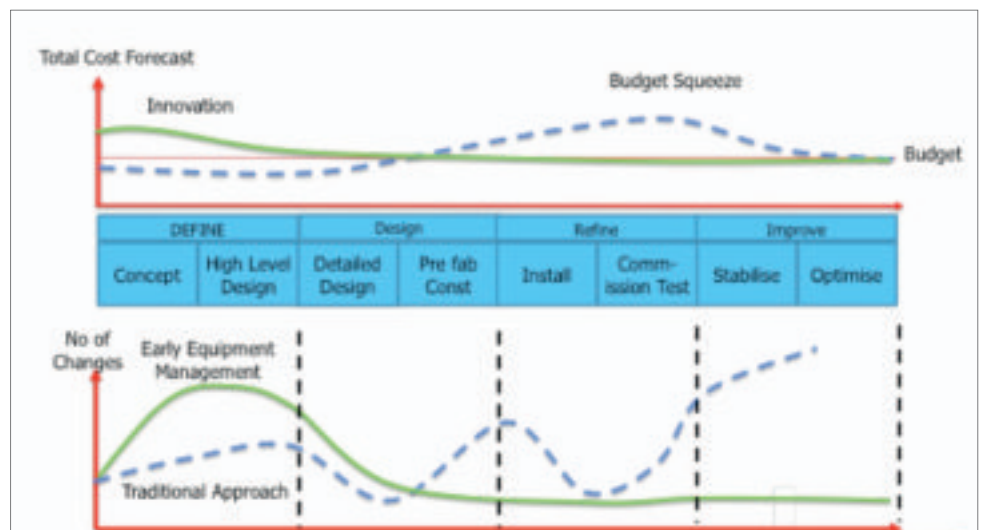 Total Cost Forecast
Budget Squeeze
Innovation
Budget
DEFINE
Design
Refine
Improve
Concept
High Level
Design
Detailed
Design
Pre fab
Const
Install
Comm-
ission Test
Stabilise
Optimise
No of
Changes
Early Equipment
Management
Traditional Approach